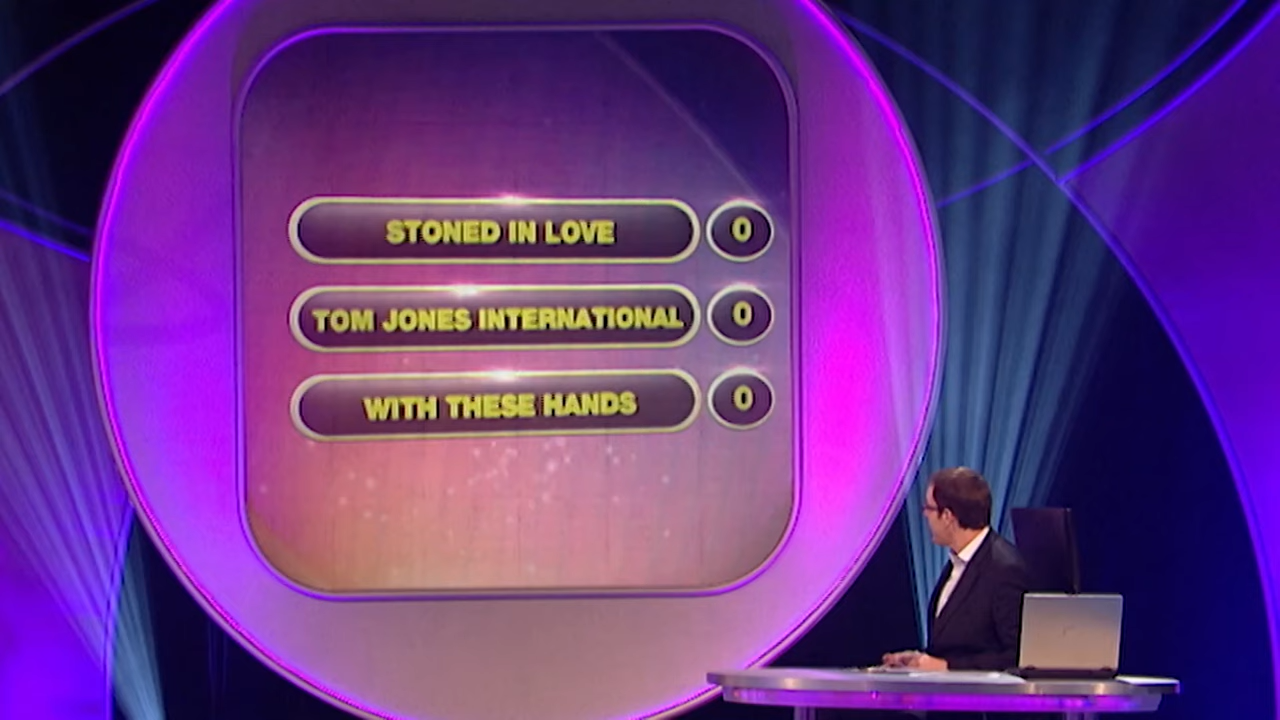 STONED IN LOVE 0
TOM JONES INTERNATIONAL 0
WITH THESE HANDS 0